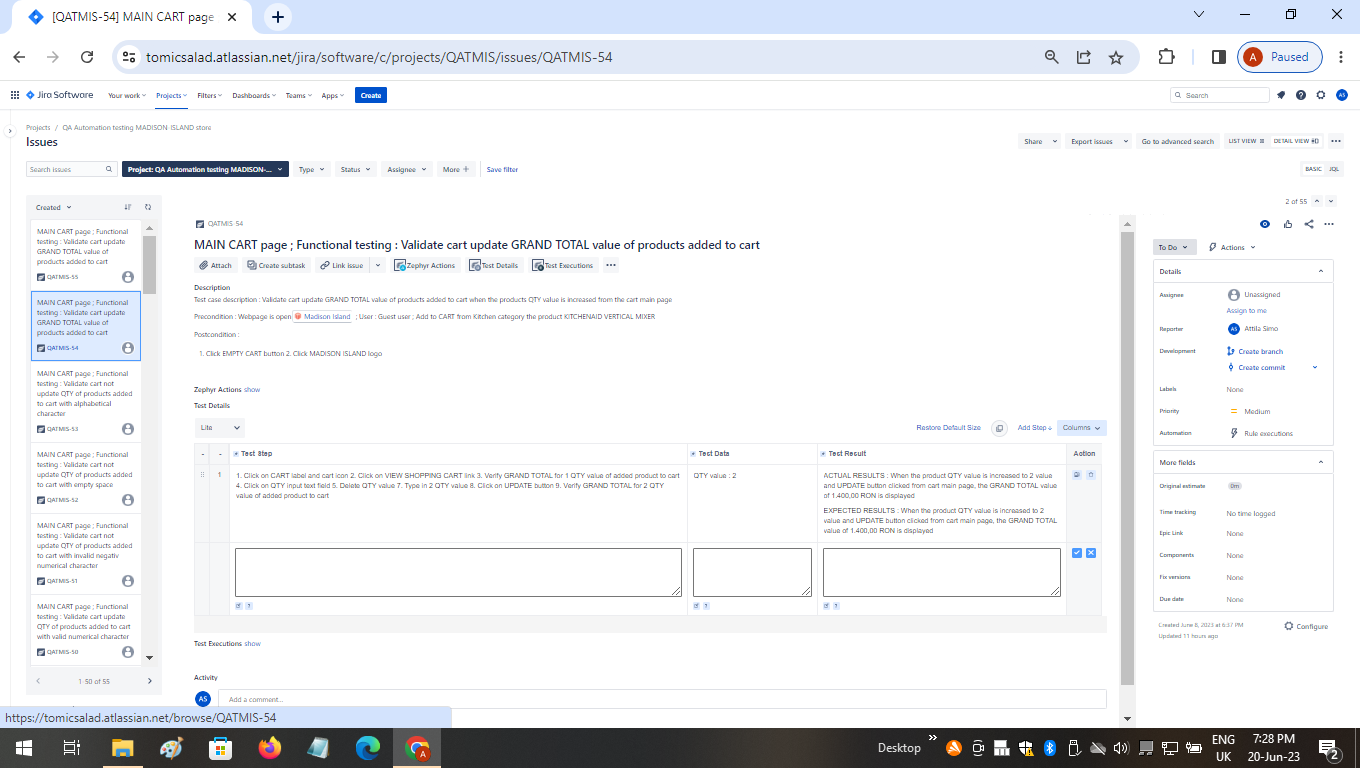 [QATMIS-54] MAIN CART page
tomicsalad.atlassian.net/jira/software/c/projects/QATMIS/issues/QATMIS-54
A Paused
Jira Software Your work Projects Filters Dashboards Teams Apps Create Search AS
Projects / QA Automation testing MADISON ISLAND store
Issues
Share Export issues Go to advanced search LIST VIEW DETAIL VIEW
Search issues Project: QA Automation testing MADISON-... Type Status Assignee More + Save filter BASIC JQL
Created
2 of 55
MAIN CART page ; Functional
testing : Validate cart update
GRAND TOTAL value of
products added to cart
QATMIS-55
MAIN CART page ; Functional
testing : Validate cart update
GRAND TOTAL value of
products added to cart
QATMIS-54
MAIN CART page ; Functional
testing : Validate cart not
update QTY of products added
to cart with alphabetical
character
QATMIS-53
MAIN CART page ; Functional
testing : Validate cart not
update QTY of products added
to cart with empty space
QATMIS-52
MAIN CART page ; Functional
testing : Validate cart not
update QTY of products added
to cart with invalid negativ
numerical character
QATMIS-51
MAIN CART page ; Functional
testing : Validate cart update
QTY of products added to cart
with valid numerical character
QATMIS-50
1-50 of 55
QATMIS-54
MAIN CART page ; Functional testing : Validate cart update GRAND TOTAL value of products added to cart
Attach Create subtask Link issue Zephyr Actions Test Details Test Executions
Description
Test case description : Validate cart update GRAND TOTAL value of products added to cart when the products QTY value is increased from the cart main page
Precondition : Webpage is open Madison Island ; User : Guest user ; Add to CART from Kitchen category the product KITCHENAID VERTICAL MIXER
Postcondition :
1. Click EMPTY CART button 2. Click MADISON ISLAND logo
Zephyr Actions show
Test Details
Lite Restore Default Size Add Step Columns
- - Test Step Test Data Test Result Action
1 1. Click on CART label and cart icon 2. Click on VIEW SHOPPING CART link 3. Verify GRAND TOTAL for 1 QTY value of added product to cart
4. Click on QTY input text field 5. Delete QTY value 7. Type in 2 QTY value 8. Click on UPDATE button 9. Verify GRAND TOTAL for 2 QTY
value of added product to cart
QTY value : 2
ACTUAL RESULTS : When the product QTY value is increased to 2 value
and UPDATE button clicked from cart main page, the GRAND TOTAL value
of 1.400,00 RON is displayed
EXPECTED RESULTS : When the product QTY value is increased to 2
value and UPDATE button clicked from cart main page, the GRAND TOTAL
value of 1.400,00 RON is displayed
? ? ?
Test Executions show
Activity
AS Add a comment...
To Do Actions
Details
Assignee Unassigned
Assign to me
Reporter AS Attila Simo
Development Create branch
Create commit
Labels None
Priority Medium
Automation Rule executions
More fields
Original estimate 0m
Time tracking No time logged
Epic Link None
Components None
Fix versions None
Due date None
Created June 8, 2023 at 6:37 PM
Updated 11 hours ago
Configure
https://tomicsalad.atlassian.net/browse/QATMIS-54
Desktop
ENG
UK
7:28 PM
20-Jun-23
2